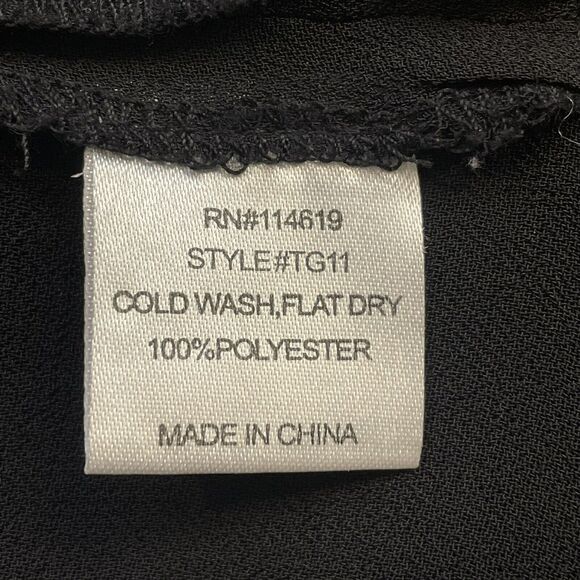 RN#114619
STYLE#TG11
COLD WASH,FLAT DRY
100%POLYESTER
MADE IN CHINA